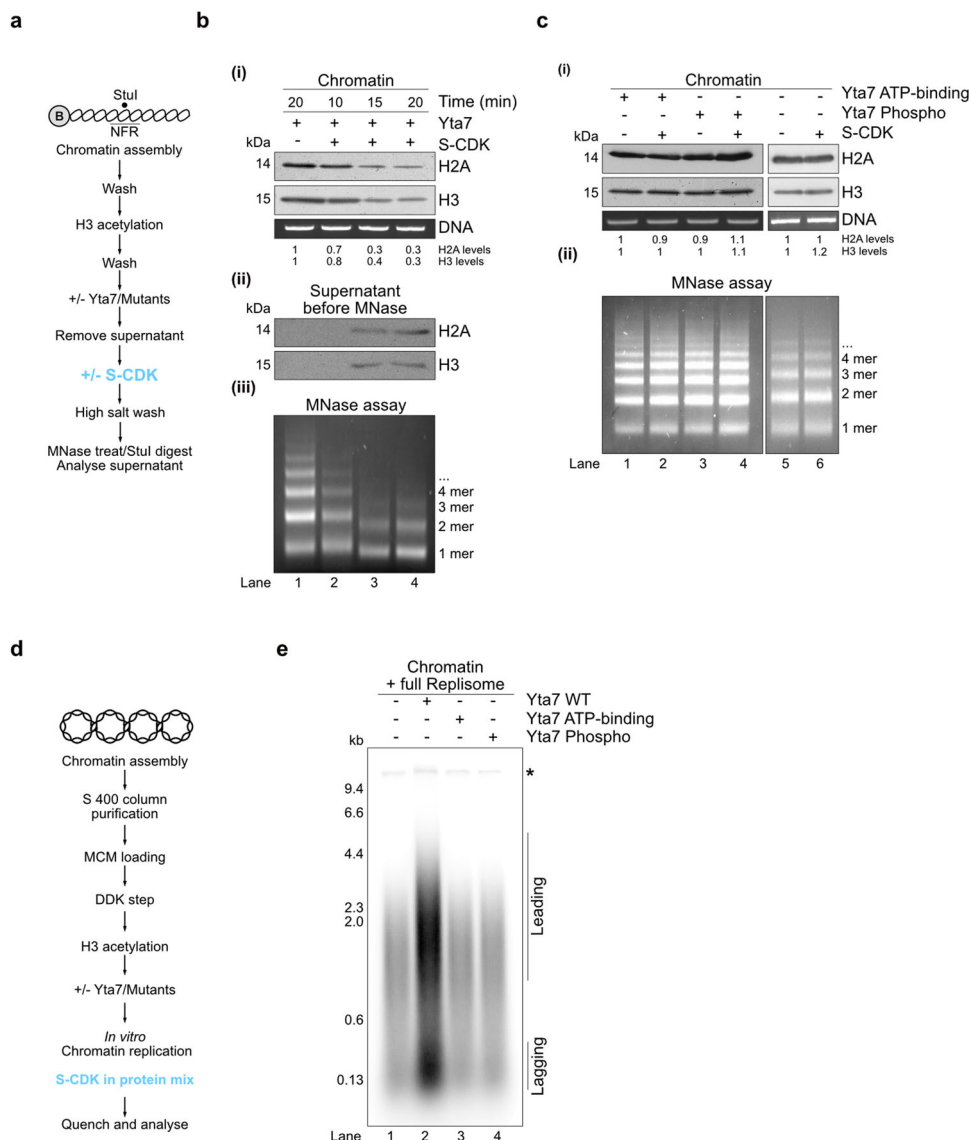 a
StuI
B
NFR
Chromatin assembly
Wash
H3 acetylation
Wash
+/- Yta7/Mutants
Remove supernatant
+/- S-CDK
High salt wash
MNase treat/StuI digest
Analyse supernatant
b
(i)
Chromatin
20 10 15 20 Time (min)
+ + + + Yta7
kDa - + + + S-CDK
14 H2A
15 H3
DNA
1 0.7 0.3 0.3 H2A levels
1 0.8 0.4 0.3 H3 levels
(ii)
Supernatant
before MNase
kDa
14 H2A
15 H3
(iii)
MNase assay
...
4 mer
3 mer
2 mer
1 mer
Lane 1 2 3 4
c
(i)
Chromatin
+ + - - - - Yta7 ATP-binding
- - + + - - Yta7 Phospho
kDa - + - + - + S-CDK
14 H2A
15 H3
DNA
1 0.9 0.9 1.1 1 1 H2A levels
1 1 1 1.1 1 1.2 H3 levels
(ii)
MNase assay
...
4 mer
3 mer
2 mer
1 mer
Lane 1 2 3 4 5 6
d
Chromatin assembly
S 400 column
purification
MCM loading
DDK step
H3 acetylation
+/- Yta7/Mutants
In vitro
Chromatin replication
S-CDK in protein mix
Quench and analyse
e
Chromatin
+ full Replisome
- + - - Yta7 WT
- - + - Yta7 ATP-binding
- - - + Yta7 Phospho
kb
*
9.4
6.6
4.4
2.3
2.0
0.6
0.13
Leading
Lagging
Lane 1 2 3 4